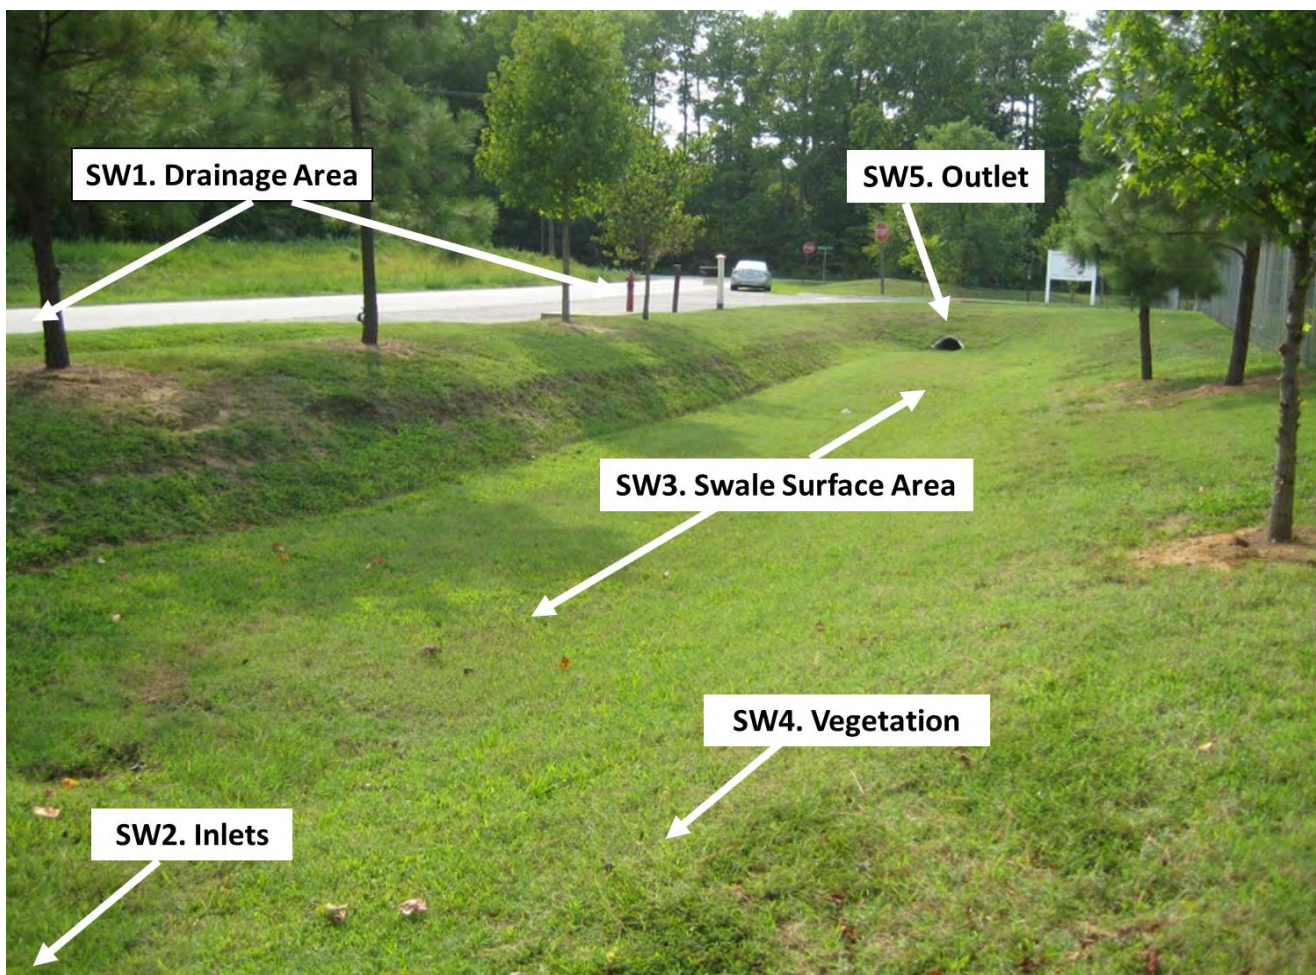 SW1. Drainage Area
SW5. Outlet
SW3. Swale Surface Area
SW4. Vegetation
SW2. Inlets